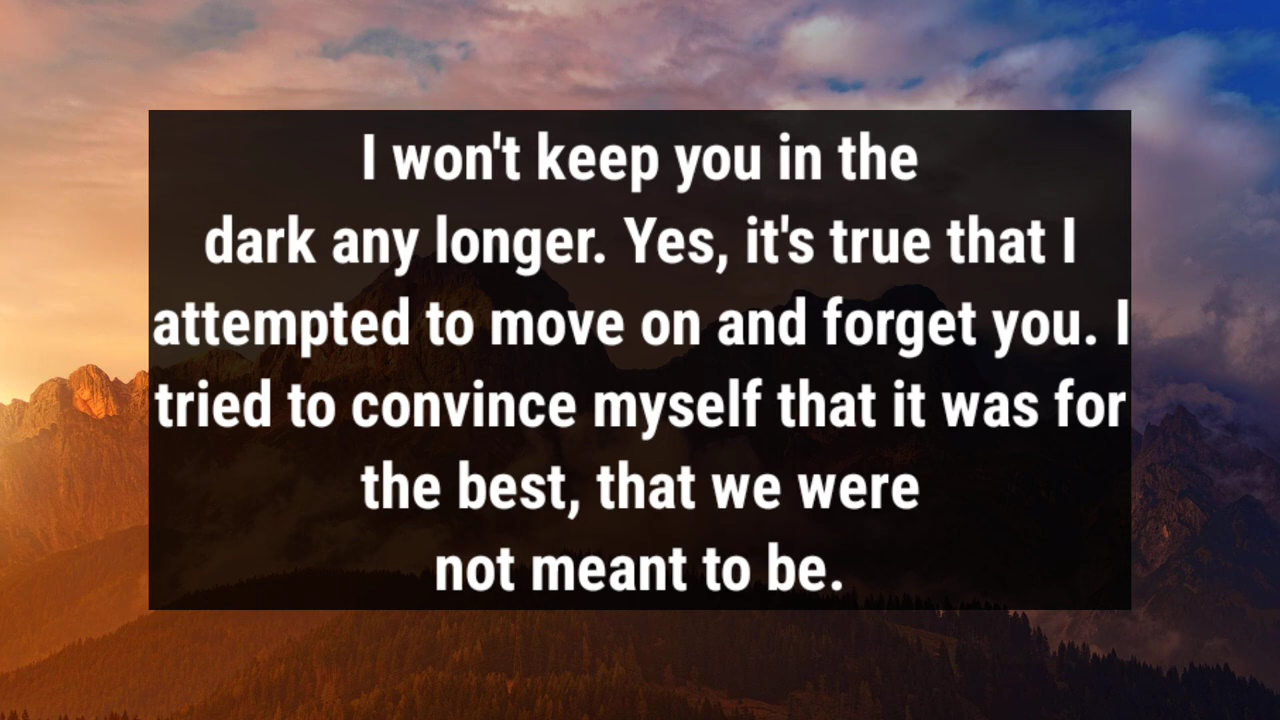 I won't keep you in the
dark any longer. Yes, it's true that I
attempted to move on and forget you. I
tried to convince myself that it was for
the best, that we were
not meant to be.